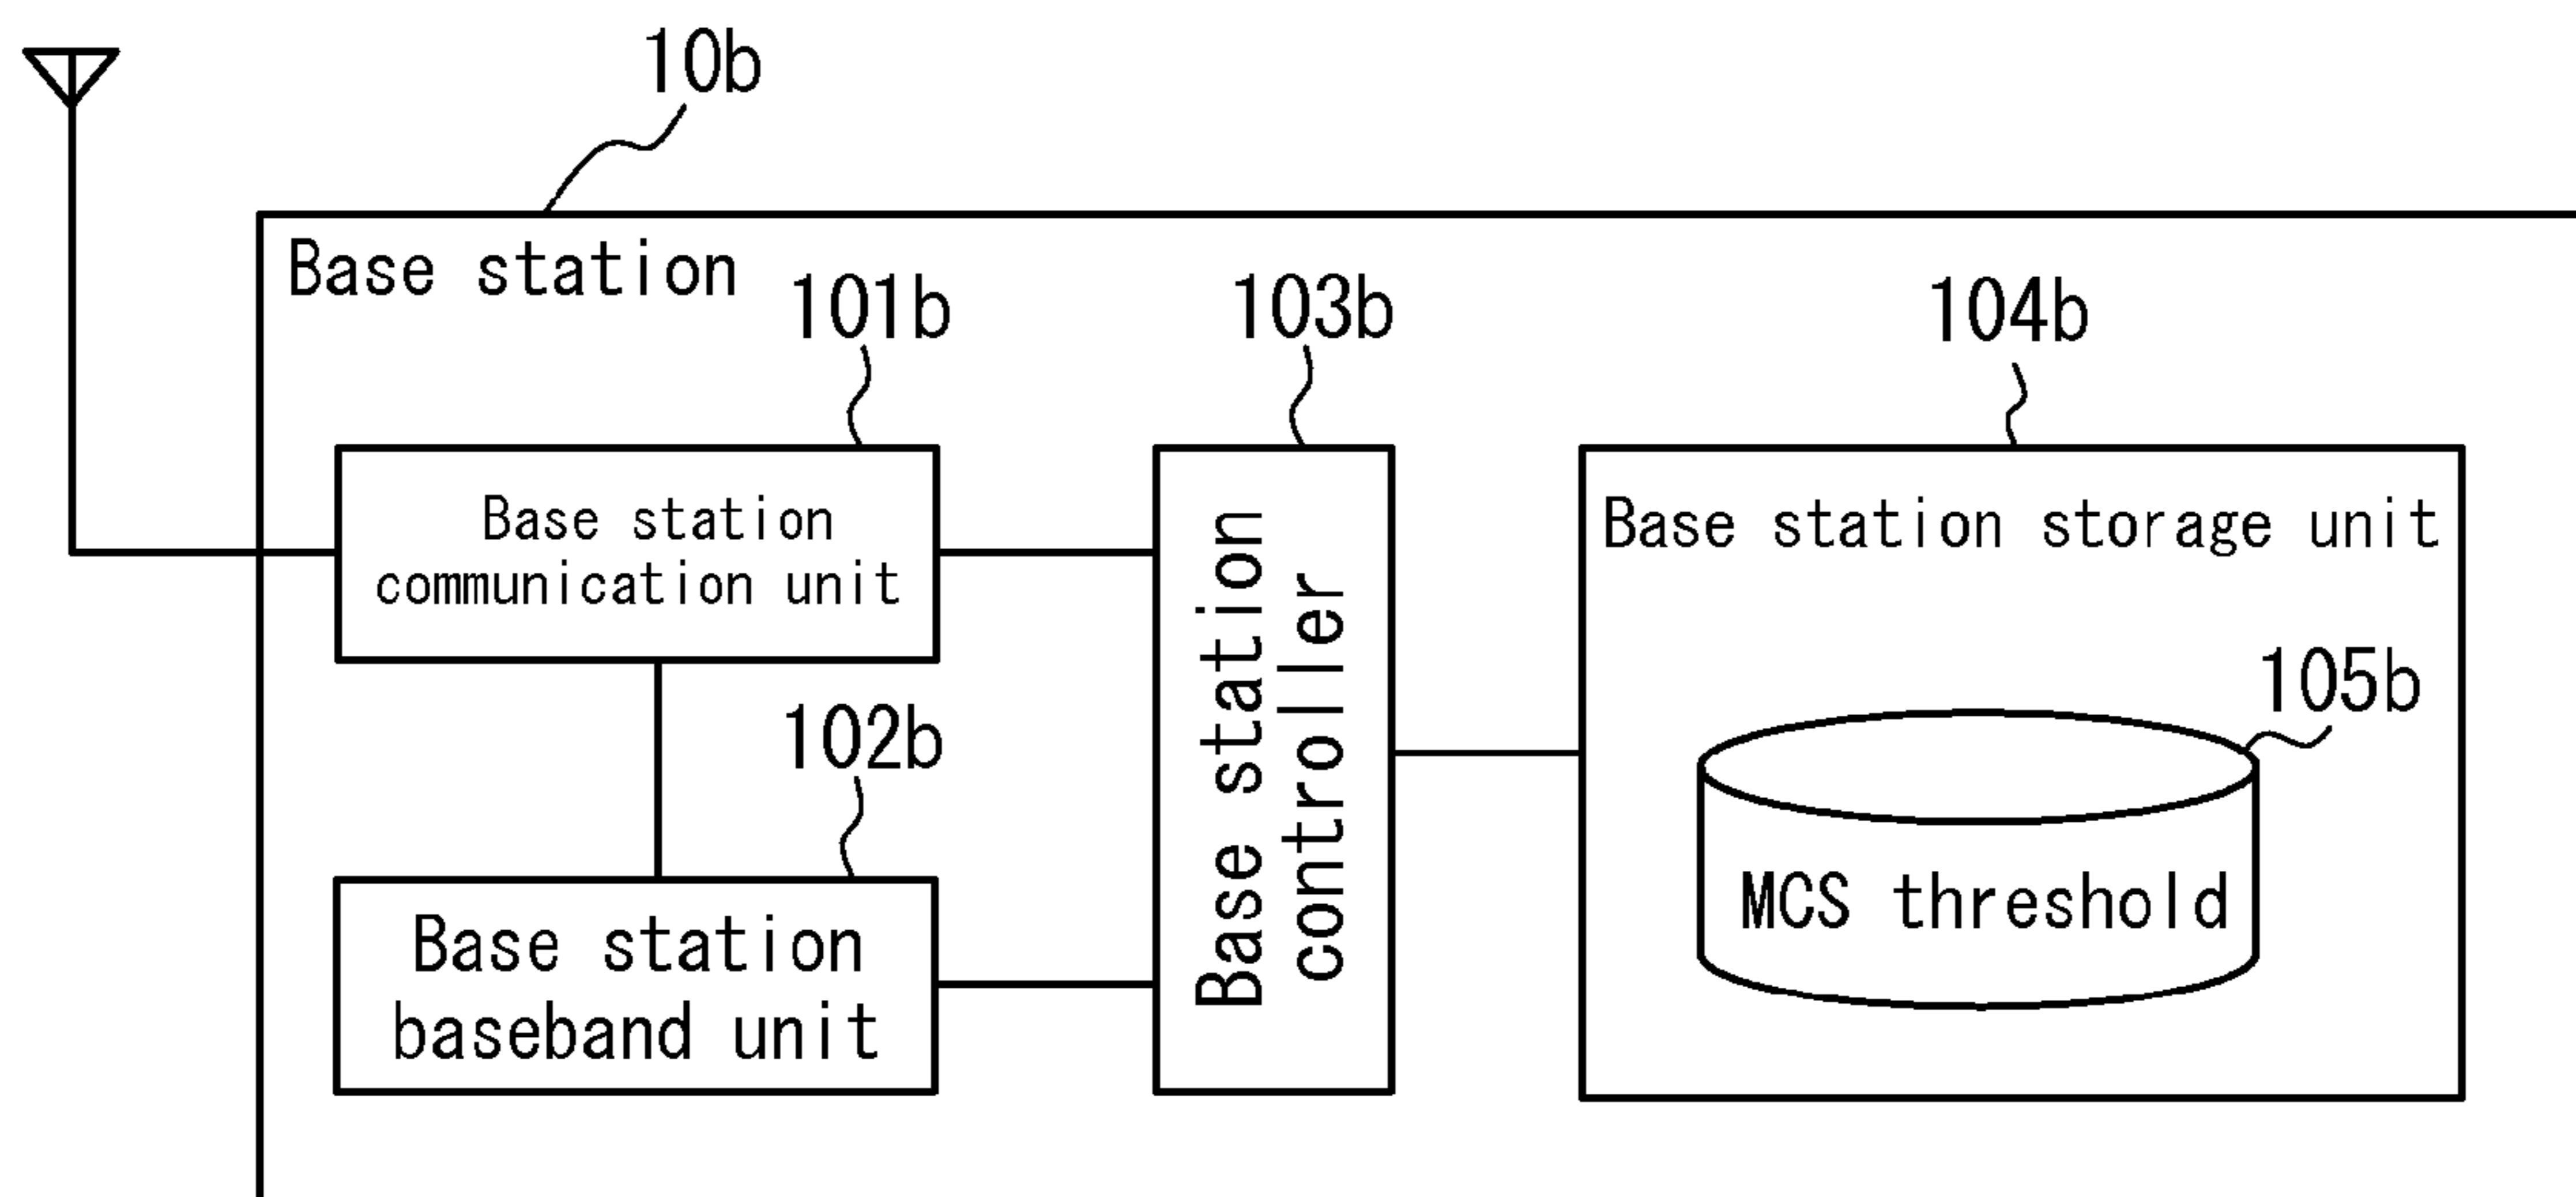 10b
Base station
101b
103b
104b
Base station
communication unit
Base station
controller
Base station storage unit
105b
102b
MCS threshold
Base station
baseband unit